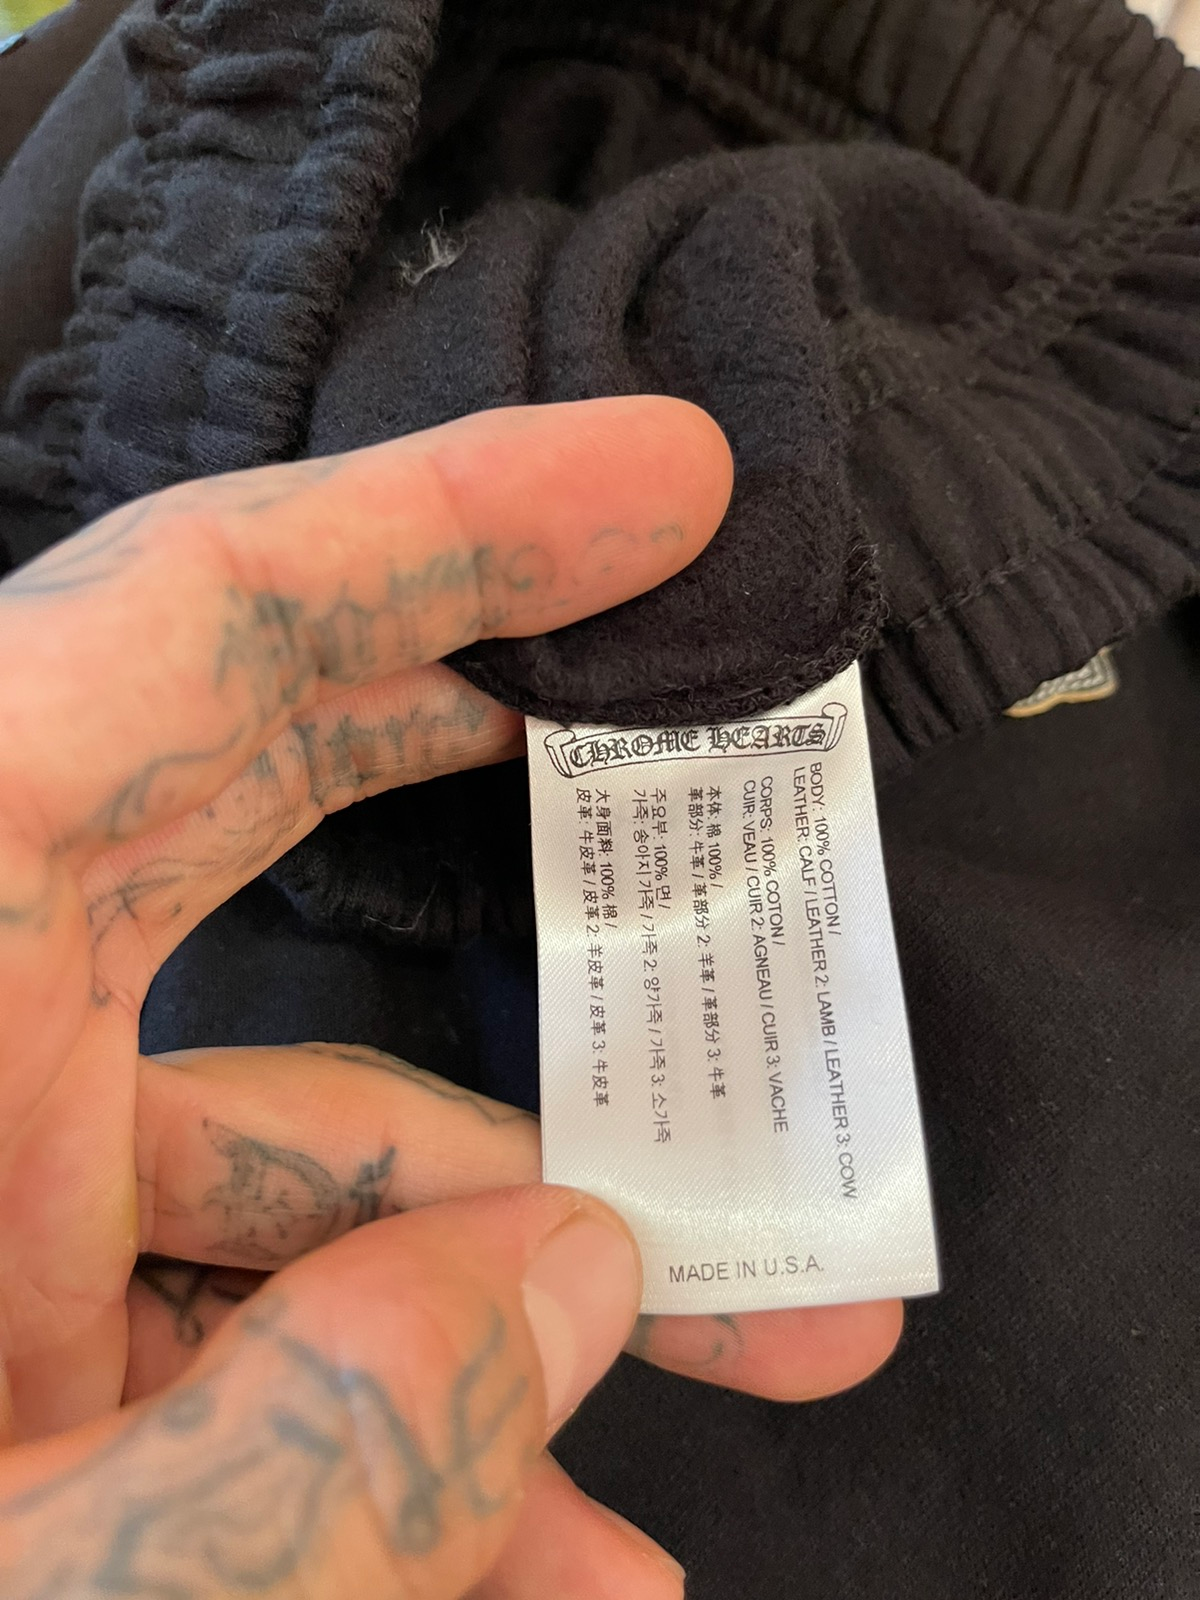 CHROME HEARTS
BODY: 100% COTTON /
LEATHER: CALF / LEATHER 2: LAMB / LEATHER 3: COW
CORPS: 100% COTON /
CUIR: VEAU / CUIR 2: AGNEAU / CUIR 3: VACHE
本体: 棉 100% /
革部分: 牛革 / 革部分 2: 羊革 / 革部分 3: 牛革
주요부: 100% 면 /
가죽: 송아지 가죽 / 가죽 2: 양가죽 / 가죽 3: 소가죽
大身面料: 100% 棉 /
皮革: 牛皮革 / 皮革 2: 羊皮革 / 皮革 3: 牛皮革
MADE IN U.S.A.